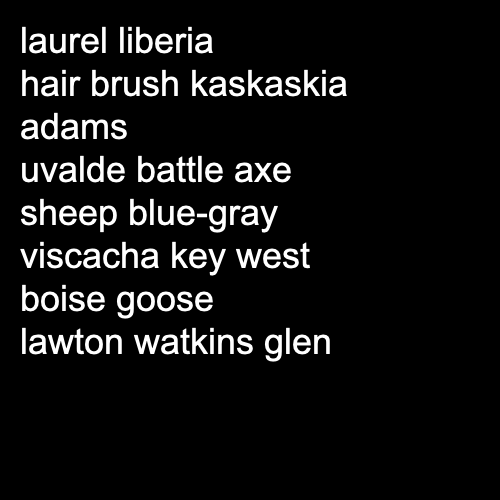 laurel liberia
hair brush kaskaskia
adams
uvalde battle axe
sheep blue-gray
viscacha key west
boise goose
lawton watkins glen